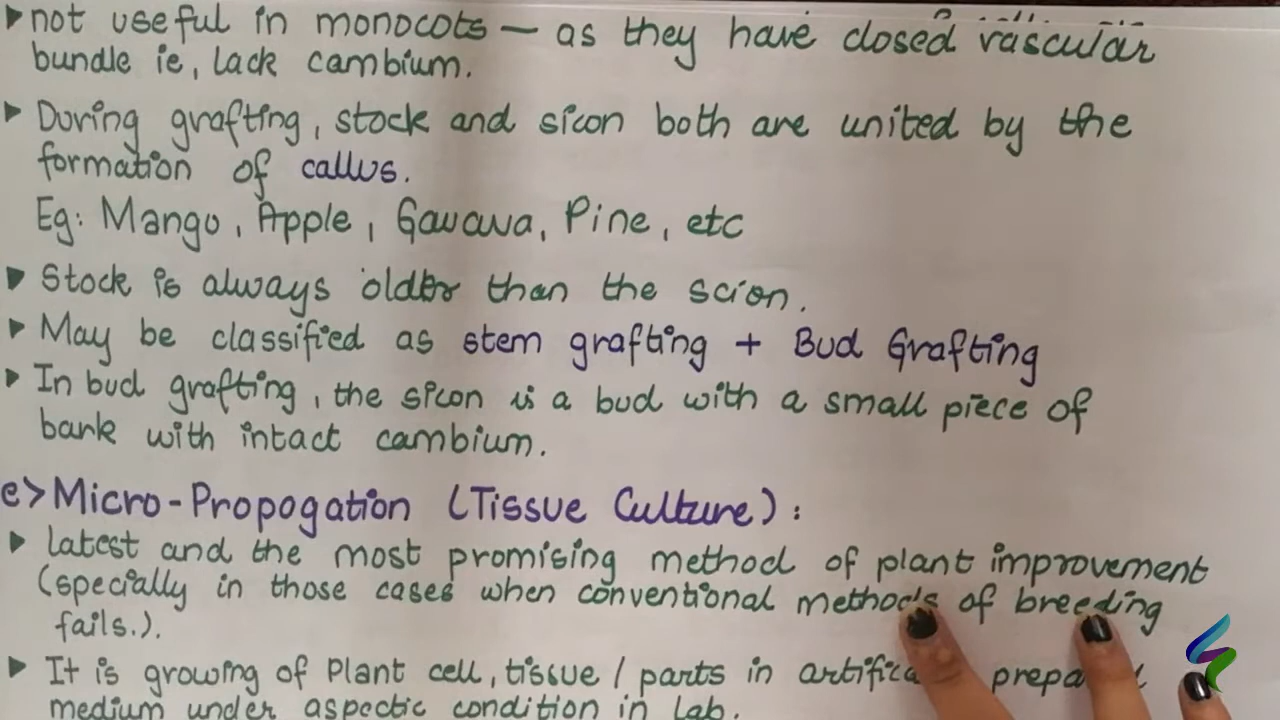 ▶ not useful in monocots — as they have closed vascular
bundle ie, lack cambium.
▶ During grafting, stock and sicon both are united by the
formation of callus.
Eg: Mango, Apple, Gauava, Pine, etc
▶ Stock is always older than the scion.
▶ May be classified as stem grafting + Bud Grafting
▶ In bud grafting, the sicon is a bud with a small piece of
bank with intact cambium.
e> Micro-Propogation (Tissue Culture) :
▶ latest and the most promising method of plant improvement
(specially in those cases when conventional methods of breeding
fails.).
▶ It is growing of Plant cell, tissue / parts in prepa
medium under aspectic condition in lab.